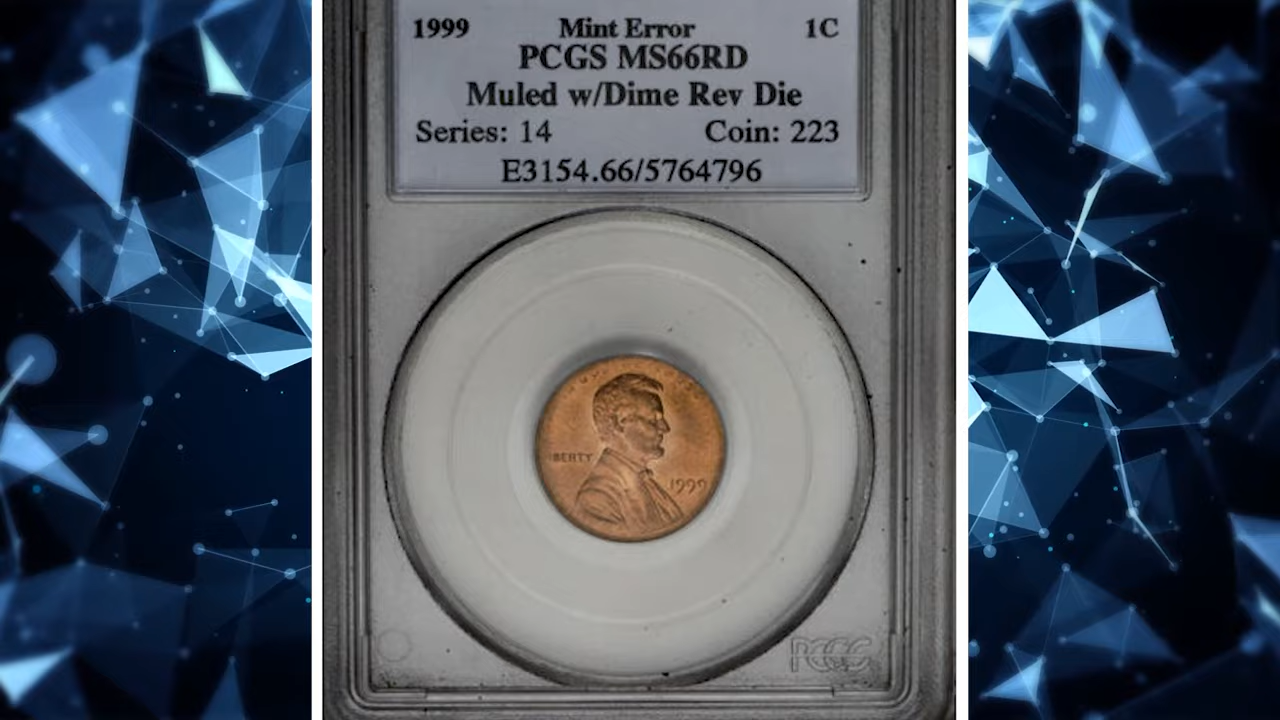 1999 Mint Error 1C
PCGS MS66RD
Muled w/Dime Rev Die
Series: 14 Coin: 223
E3154.66/5764796
BERTY
1999
PCGS